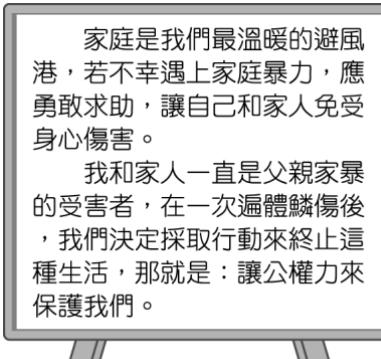 家庭是我們最溫暖的避風
港，若不幸遇上家庭暴力，應
勇敢求助，讓自己和家人免受
身心傷害。
我和家人一直是父親家暴
的受害者，在一次遍體鱗傷後
，我們決定採取行動來終止這
種生活，那就是：讓公權力來
保護我們。